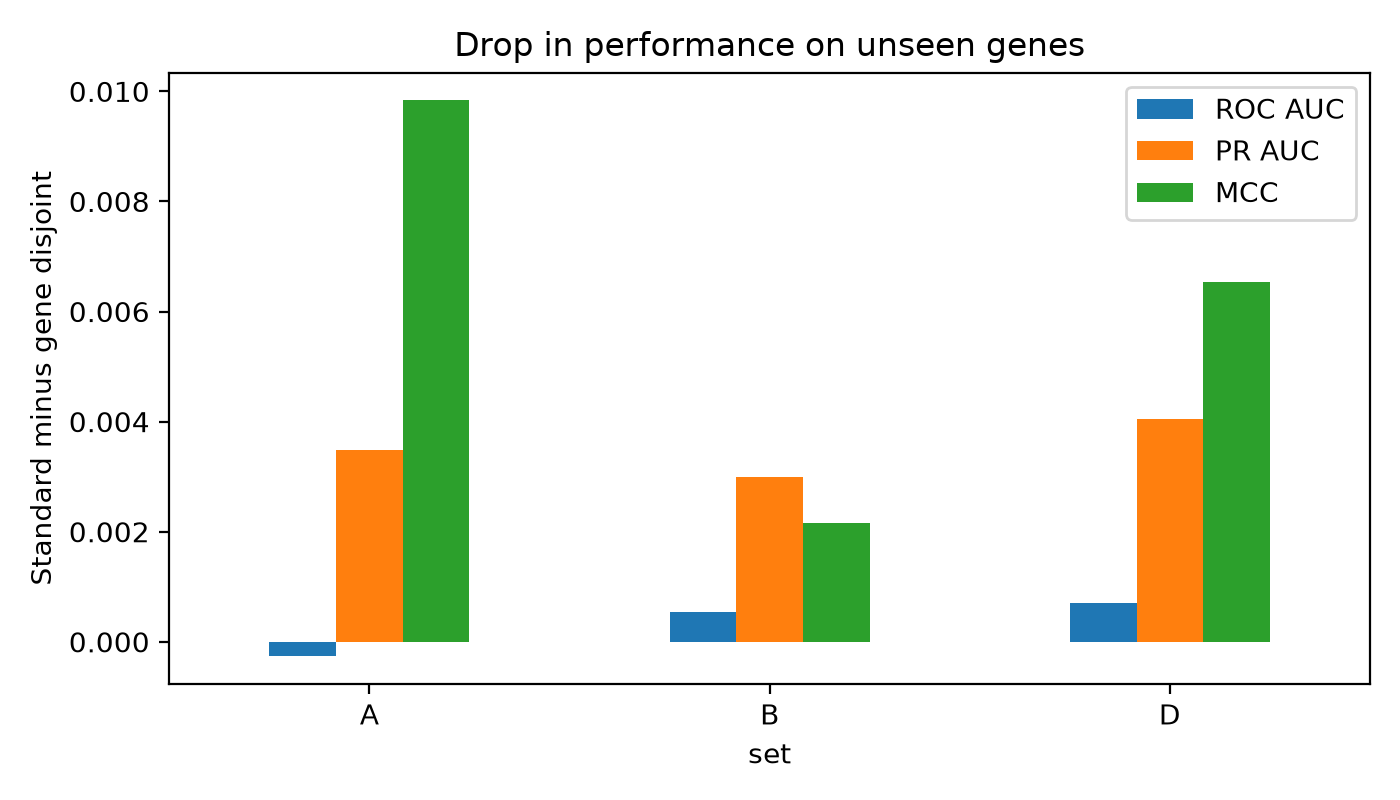 Drop in performance on unseen genes
ROC AUC
PR AUC
MCC
Standard minus gene disjoint
0.010
0.008
0.006
0.004
0.002
0.000
A B D
set